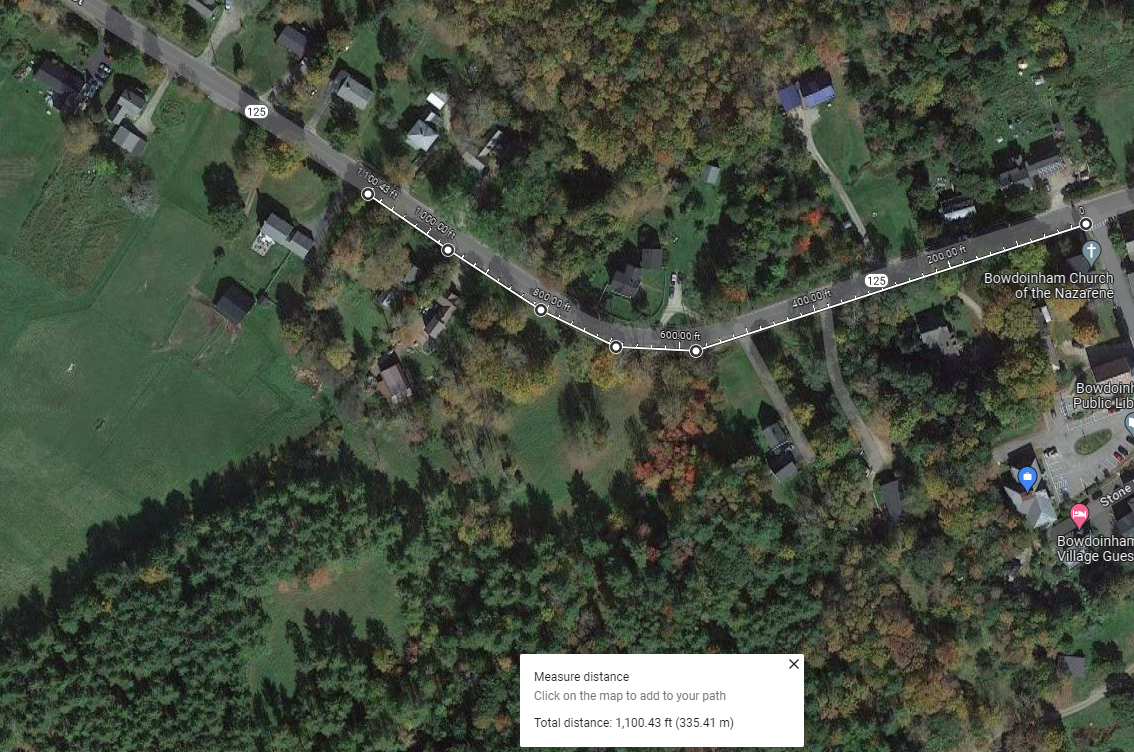 125
1,100.43 ft
1,000.00 ft
800.00 ft
600.00 ft
400.00 ft
125
200.00 ft
0
Bowdoinham Church
of the Nazarene
Public Lib
Stone
Bowdoinham
Village Gues
Measure distance
Click on the map to add to your path
Total distance: 1,100.43 ft (335.41 m)